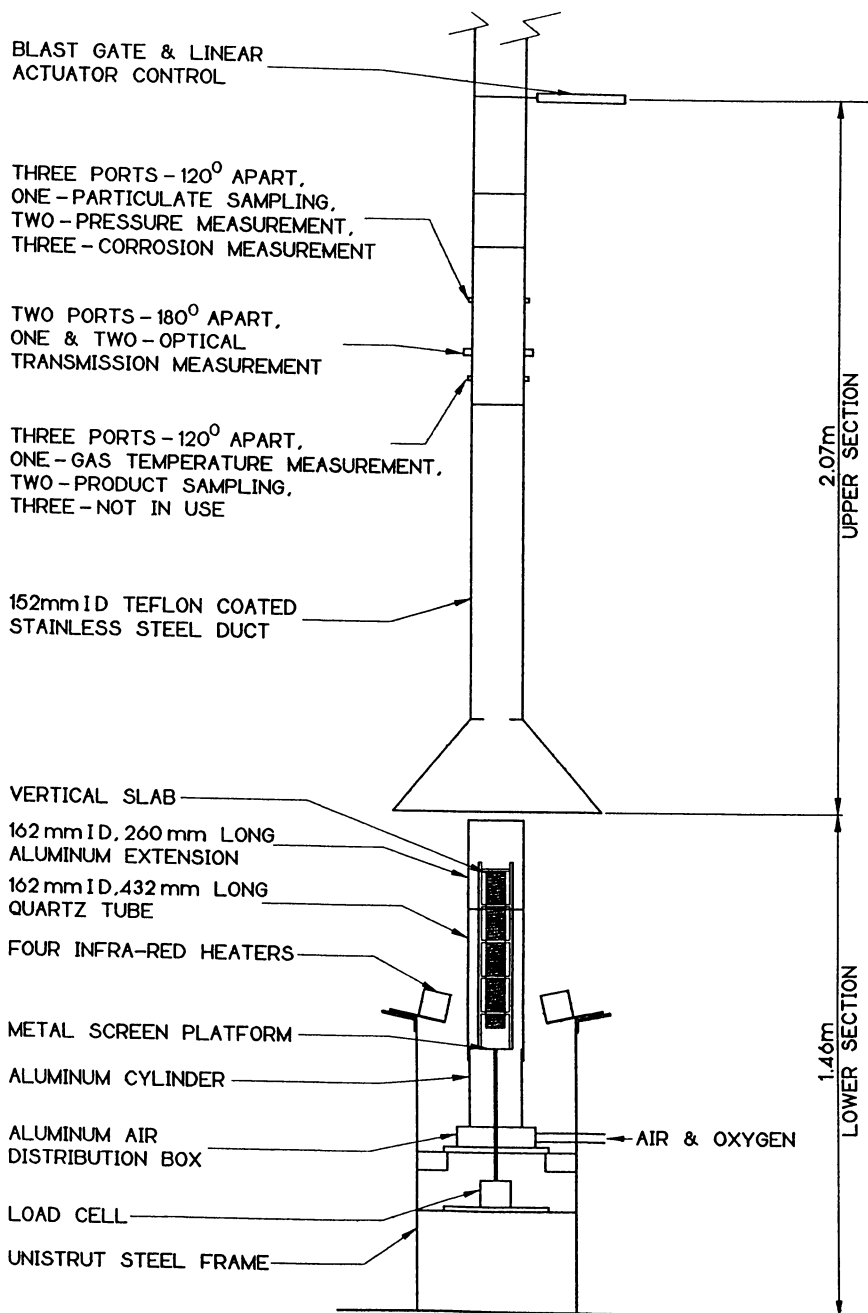 BLAST GATE & LINEAR
ACTUATOR CONTROL
THREE PORTS - 120° APART,
ONE - PARTICULATE SAMPLING,
TWO - PRESSURE MEASUREMENT,
THREE - CORROSION MEASUREMENT
TWO PORTS - 180° APART,
ONE & TWO - OPTICAL
TRANSMISSION MEASUREMENT
THREE PORTS - 120° APART,
ONE - GAS TEMPERATURE MEASUREMENT,
TWO - PRODUCT SAMPLING,
THREE - NOT IN USE
152mm ID TEFLON COATED
STAINLESS STEEL DUCT
2.07m
UPPER SECTION
VERTICAL SLAB
162 mm ID, 260 mm LONG
ALUMINUM EXTENSION
162 mm ID, 432 mm LONG
QUARTZ TUBE
FOUR INFRA-RED HEATERS
METAL SCREEN PLATFORM
ALUMINUM CYLINDER
ALUMINUM AIR
DISTRIBUTION BOX
AIR & OXYGEN
LOAD CELL
UNISTRUT STEEL FRAME
1.46m
LOWER SECTION